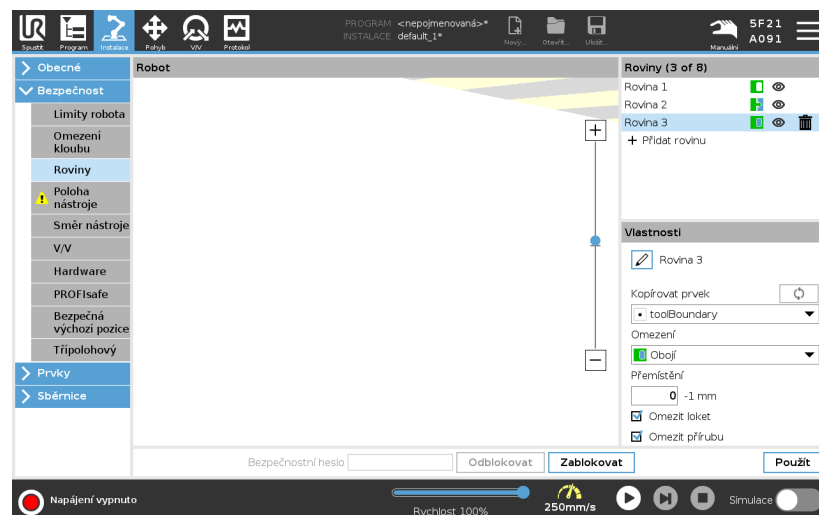 PROGRAM <nepojmenovaná>*
INSTALACE default_1*
Spustit Program Instalace Pohyb V/V Protokol
Nový... Otevřít... Uložit...
Manuální
5F21
A091
Obecné
Bezpečnost
Limity robota
Omezení
kloubu
Roviny
Poloha
nástroje
Směr nástroje
V/V
Hardware
PROFIsafe
Bezpečná
výchozí pozice
Třípolohový
Prvky
Sběrnice
Robot
Roviny (3 of 8)
Rovina 1
Rovina 2
Rovina 3
Přidat rovinu
Vlastnosti
Rovina 3
Kopírovat prvek
toolBoundary
Omezení
Obojí
Přemístění
0 -1 mm
Omezit loket
Omezit přírubu
Bezpečnostní heslo Odblokovat Zablokovat Použít
Napájení vypnuto
Rychlost 100%
250mm/s
Simulace